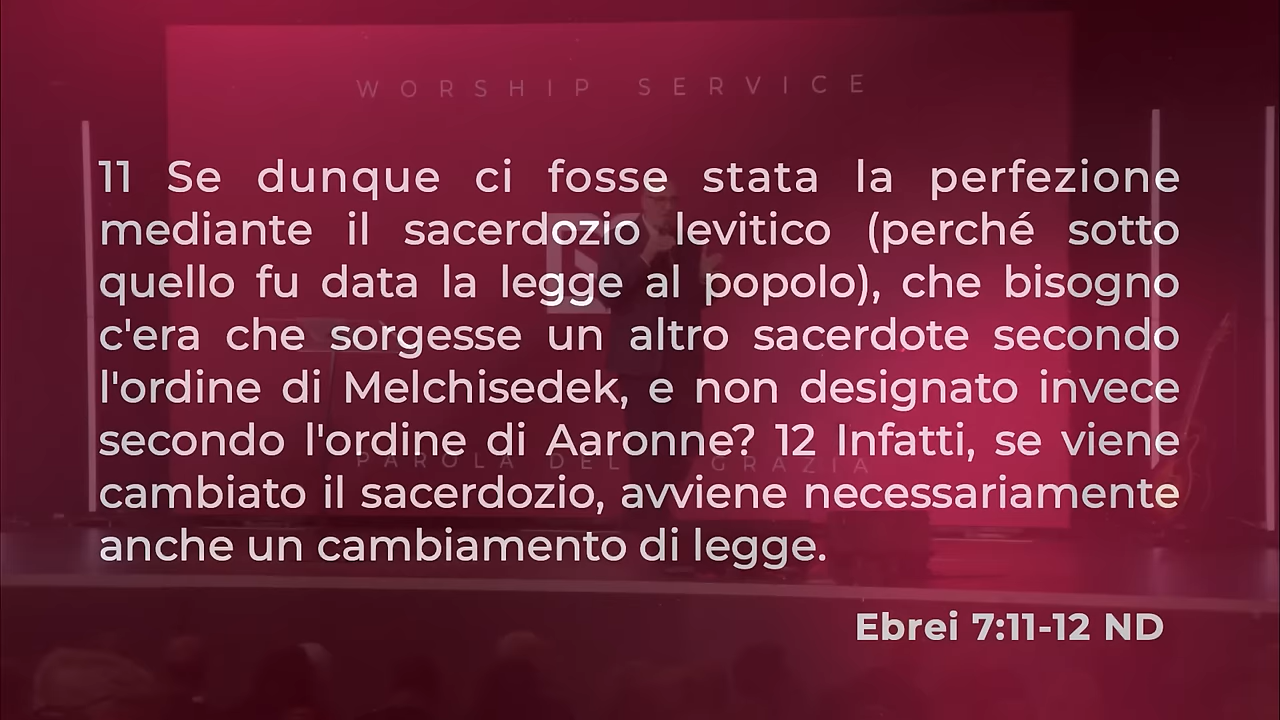 WORSHIP SERVICE
11 Se dunque ci fosse stata la perfezione
mediante il sacerdozio levitico (perché sotto
quello fu data la legge al popolo), che bisogno
c'era che sorgesse un altro sacerdote secondo
l'ordine di Melchisedek, e non designato invece
secondo l'ordine di Aaronne? 12 Infatti, se viene
PAROLA DEL GRAZIA
cambiato il sacerdozio, avviene necessariamente
anche un cambiamento di legge.
Ebrei 7:11-12 ND